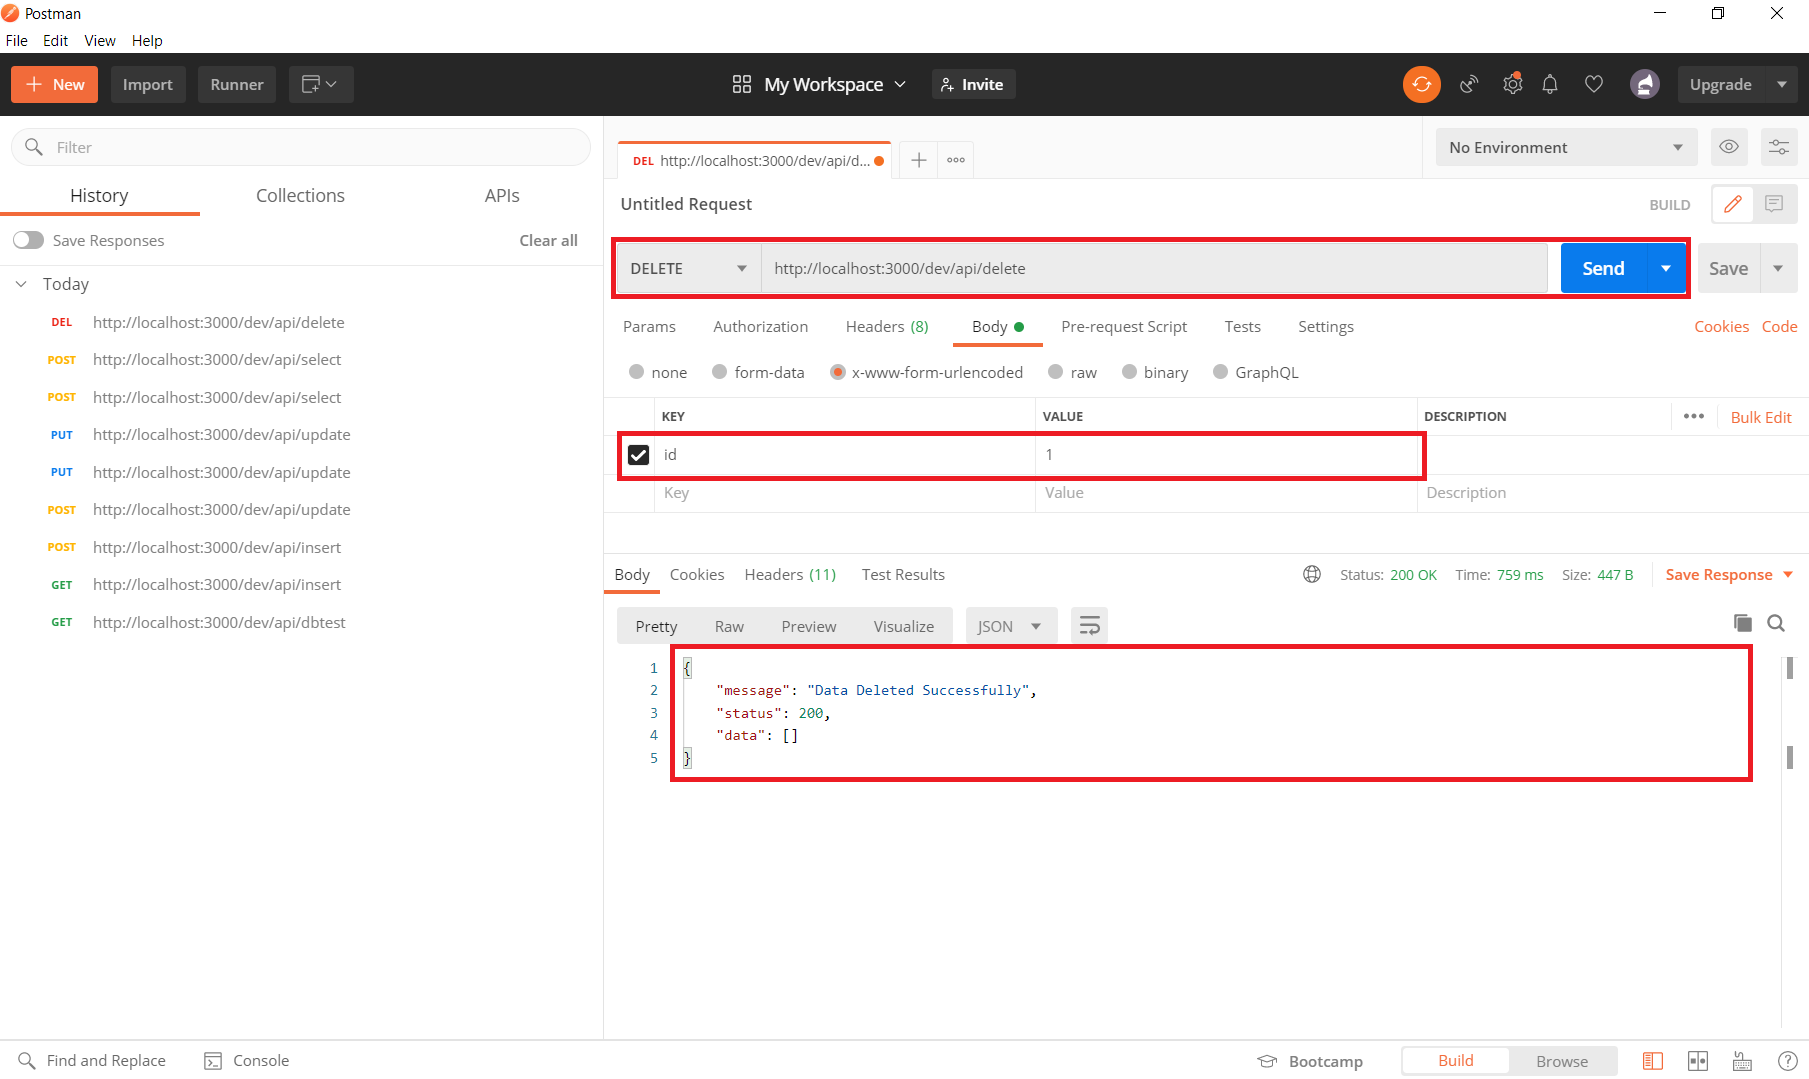 Postman
File Edit View Help
New Import Runner My Workspace Invite Upgrade
Filter
History Collections APIs
Save Responses Clear all
Today
DEL http://localhost:3000/dev/api/delete
POST http://localhost:3000/dev/api/select
POST http://localhost:3000/dev/api/select
PUT http://localhost:3000/dev/api/update
PUT http://localhost:3000/dev/api/update
POST http://localhost:3000/dev/api/update
POST http://localhost:3000/dev/api/insert
GET http://localhost:3000/dev/api/insert
GET http://localhost:3000/dev/api/dbtest
DEL http://localhost:3000/dev/api/d...
No Environment
Untitled Request BUILD
DELETE http://localhost:3000/dev/api/delete Send Save
Params Authorization Headers (8) Body Pre-request Script Tests Settings Cookies Code
none form-data x-www-form-urlencoded raw binary GraphQL
KEY VALUE DESCRIPTION Bulk Edit
id 1
Key Value Description
Body Cookies Headers (11) Test Results Status: 200 OK Time: 759 ms Size: 447 B Save Response
Pretty Raw Preview Visualize JSON
1 {
2 "message": "Data Deleted Successfully",
3 "status": 200,
4 "data": []
5 }
Find and Replace Console Bootcamp Build Browse